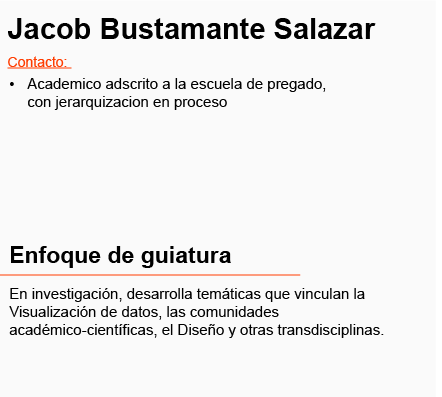 Jacob Bustamante Salazar
Contacto:
• Academico adscrito a la escuela de pregado,
con jerarquizacion en proceso
Enfoque de guiatura
En investigación, desarrolla temáticas que vinculan la
Visualización de datos, las comunidades
académico-científicas, el Diseño y otras transdisciplinas.